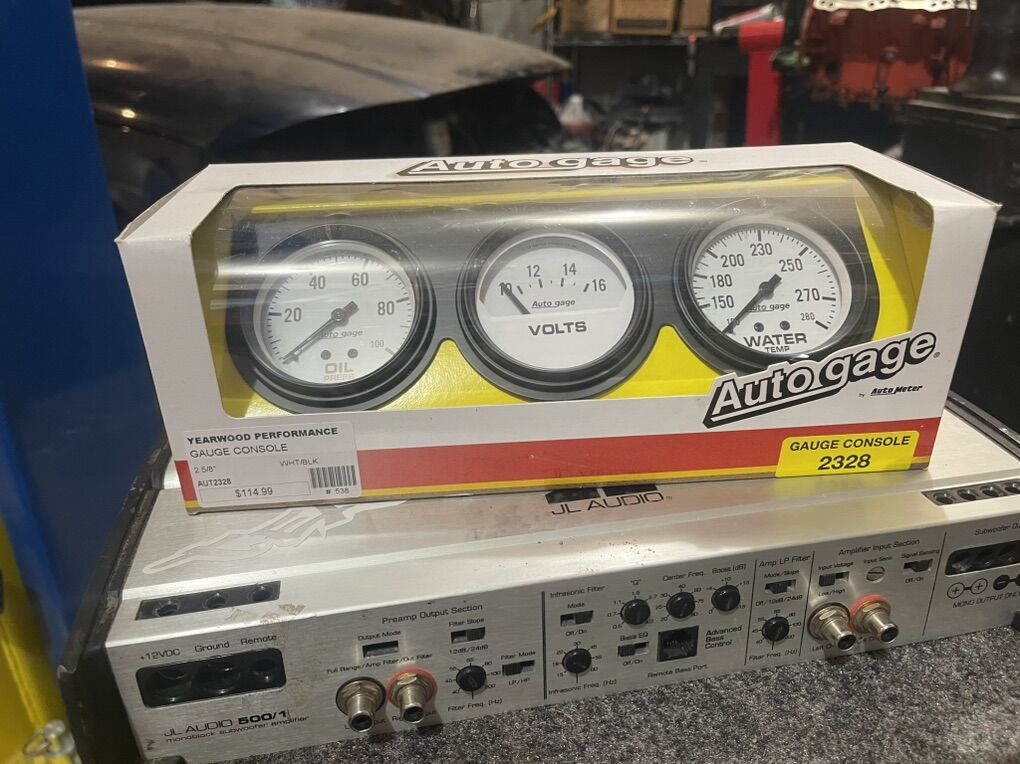 Auto gage
40 60
20 80
100
Auto gage
OIL
PRESS
10 12 14 16
Auto gage
VOLTS
230
200 250
180
150 270
280
Auto gage
WATER
TEMP
Auto gage®
by Auto Meter
YEARWOOD PERFORMANCE
GAUGE CONSOLE
2 5/8" WHT/BLK
AUT2328
$114.99 # 538
GAUGE CONSOLE
2328
JL AUDIO®
+12VDC Ground Remote
JL AUDIO 500/1
monoblock subwoofer amplifier
Preamp Output Section
Output Mode
Full Range/Amp Filter/Out Filter
Filter Slope
12dB/24dB
Filter Mode
LP/HP
Filter Freq. (Hz)
Infrasonic Filter
Mode
Off/On
Infrasonic Freq. (Hz)
"Q"
Bass EQ
Off/On
Center Freq.
Boost (dB)
Advanced
Bass
Control
Remote Bass Port
Amp LP Filter
Mode/Slope
Off/12dB/24dB
Filter Freq. (Hz)
Amplifier Input Section
Input Voltage
Low/High
Input Sens.
Signal Sensing
Off/On
Subwoofer
MONO OUTPUT ONLY